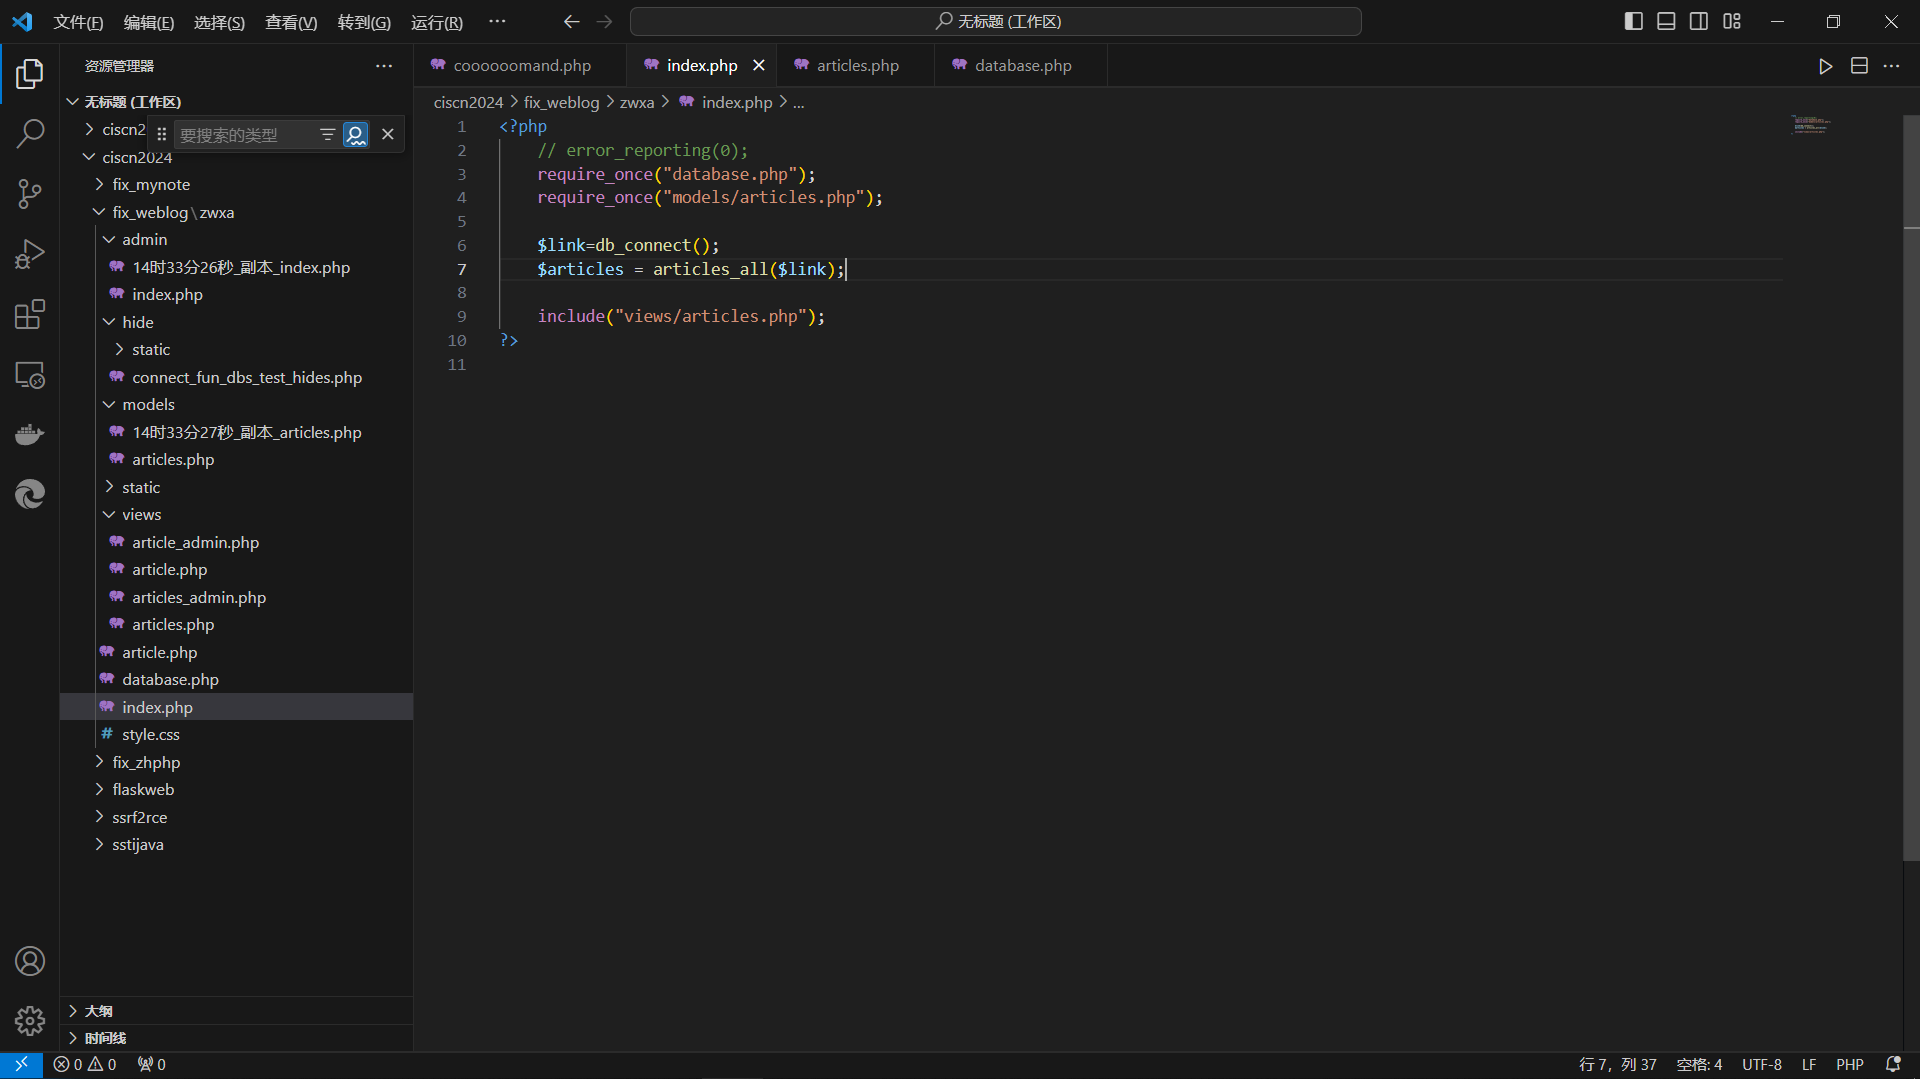 文件(F) 编辑(E) 选择(S) 查看(V) 转到(G) 运行(R) ··· 无标题 (工作区)
资源管理器 ···
无标题 (工作区)
要搜索的类型
ciscn2
ciscn2024
fix_mynote
fix_weblog\zwxa
admin
14时33分26秒_副本_index.php
index.php
hide
static
connect_fun_dbs_test_hides.php
models
14时33分27秒_副本_articles.php
articles.php
static
views
article_admin.php
article.php
articles_admin.php
articles.php
article.php
database.php
index.php
# style.css
fix_zhphp
flaskweb
ssrf2rce
sstijava
大纲
时间线
coooooomand.php index.php articles.php database.php
ciscn2024 > fix_weblog > zwxa > index.php > ...
1 <?php
2 // error_reporting(0);
3 require_once("database.php");
4 require_once("models/articles.php");
5
6 $link=db_connect();
7 $articles = articles_all($link);
8
9 include("views/articles.php");
10 ?>
11
0 0 0 行 7，列 37 空格: 4 UTF-8 LF PHP